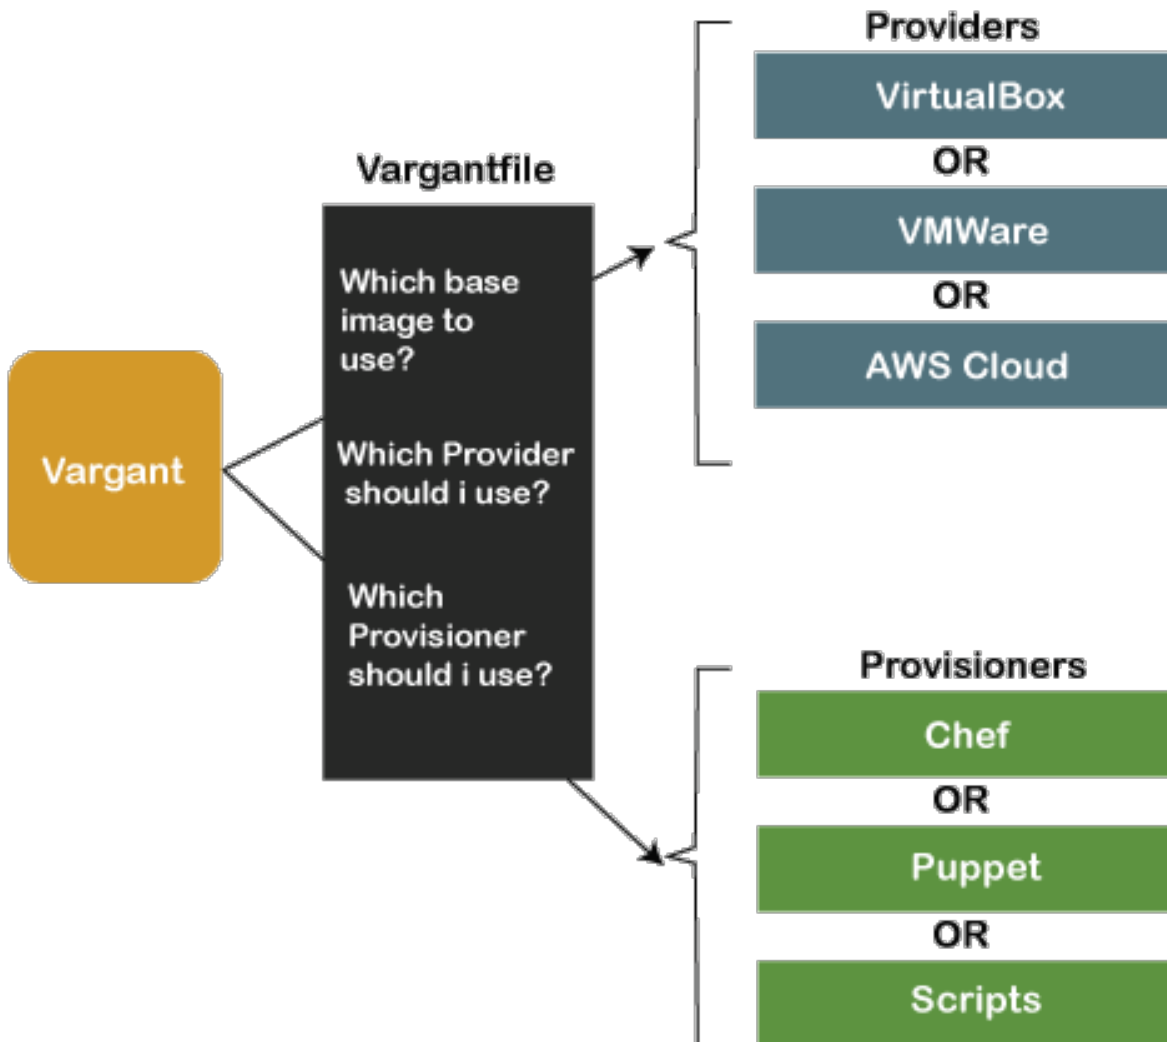 Vargant
Vargantfile
Which base
image to
use?
Which Provider
should i use?
Which
Provisioner
should i use?
Providers
VirtualBox
OR
VMWare
OR
AWS Cloud
Provisioners
Chef
OR
Puppet
OR
Scripts